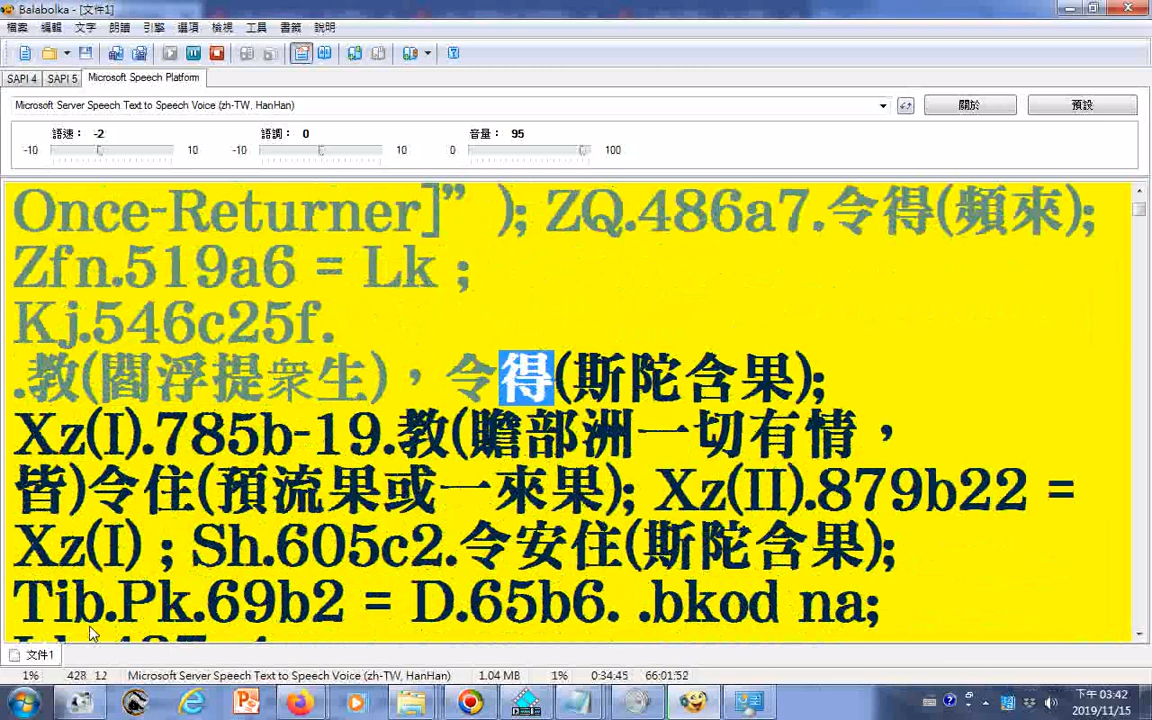 Balabolka - [文件1]
檔案 編輯 文字 朗讀 引擎 選項 檢視 工具 書籤 說明
SAPI 4 SAPI 5 Microsoft Speech Platform
Microsoft Server Speech Text to Speech Voice (zh-TW, HanHan) 關於 預設
語速： -2 語調： 0 音量： 95
-10 10 -10 10 0 100
Once-Returner]” ); ZQ.486a7.令得(頻來);
Zfn.519a6 = Lk ;
Kj.546c25f.
.教(閻浮提衆生)，令得(斯陀含果);
Xz(I).785b-19.教(贍部洲一切有情，
皆)令住(預流果或一來果); Xz(II).879b22 =
Xz(I) ; Sh.605c2.令安住(斯陀含果);
Tib.Pk.69b2 = D.65b6. .bkod na;
文件1
1% 428 12 Microsoft Server Speech Text to Speech Voice (zh-TW, HanHan) 1.04 MB 1% 0:34:45 66:01:52
下午 03:42
2019/11/15